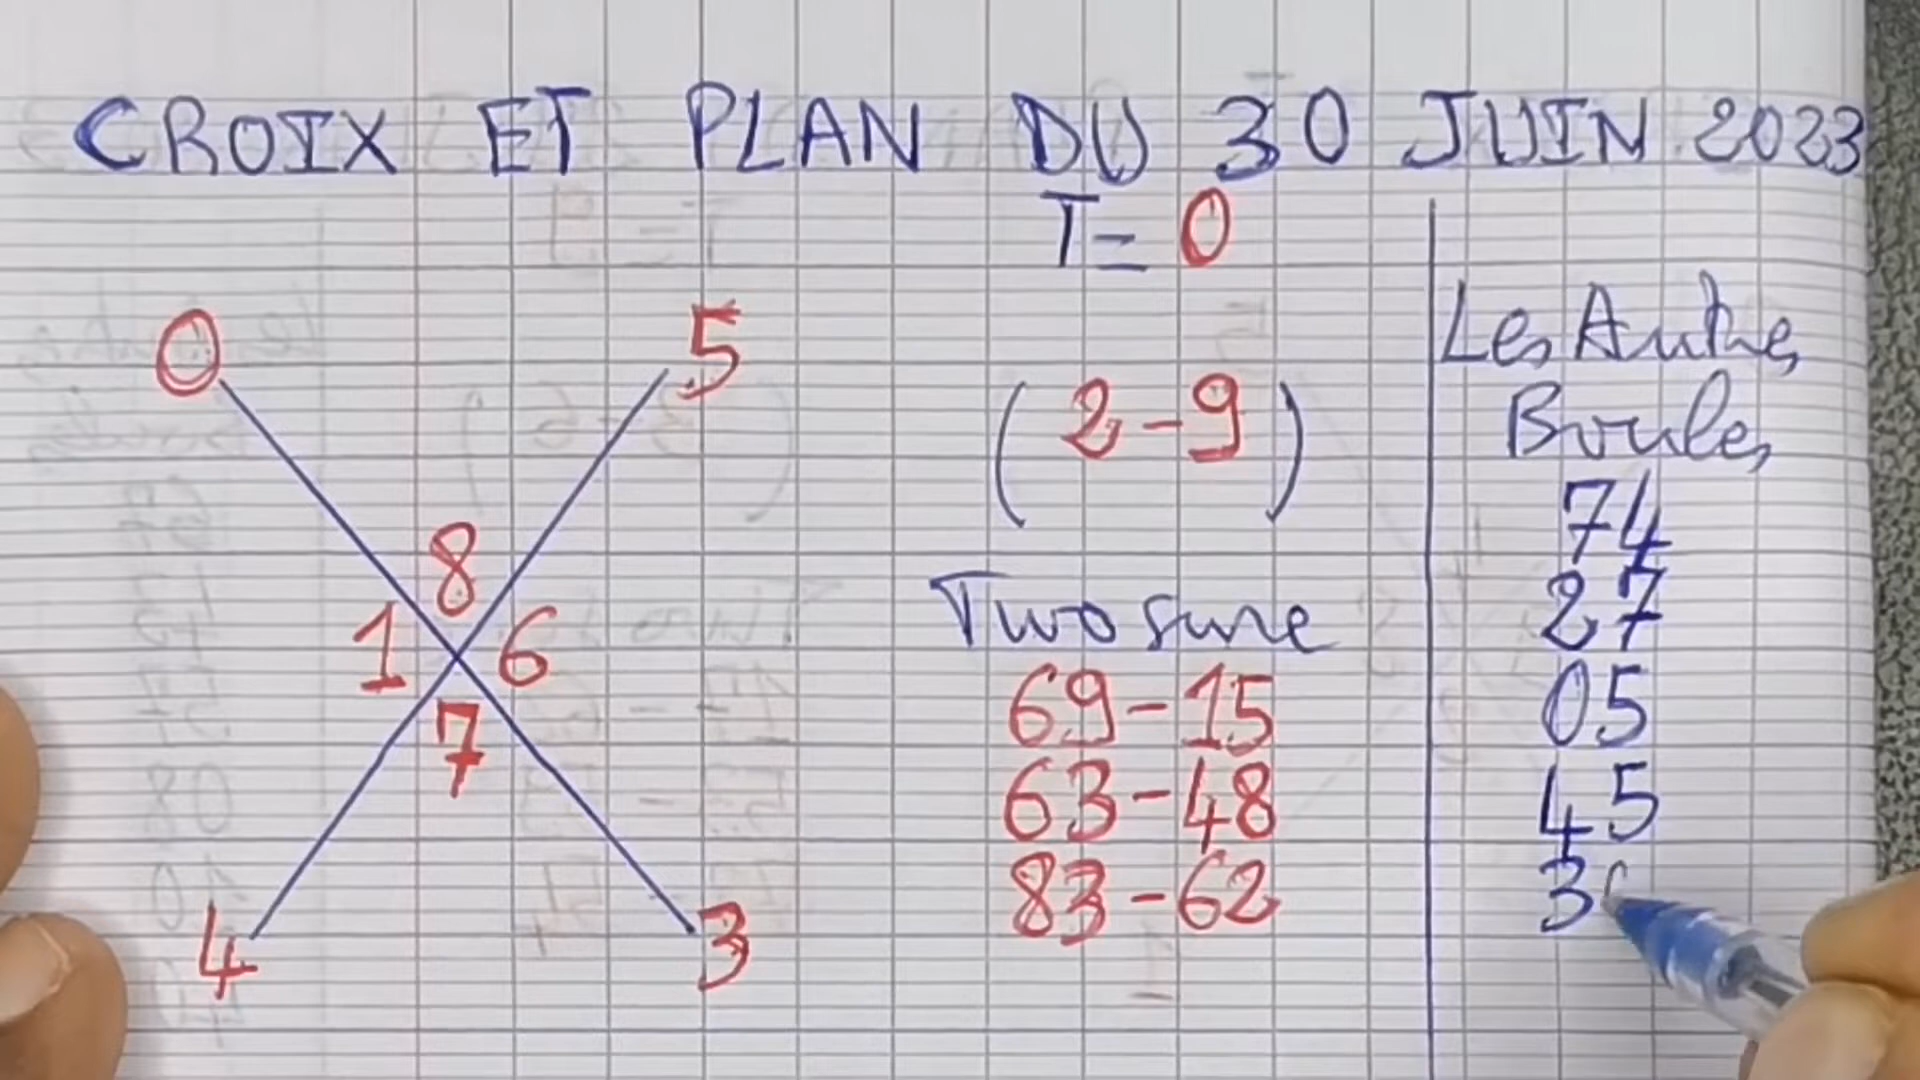 CROIX ET PLAN DU 30 JUIN 2023
T= 0
0 5
8
1 6
7
4 3
(2-9)
Two sure
69-15
63-48
83-62
Les Autres
Boules
74
27
05
45
3